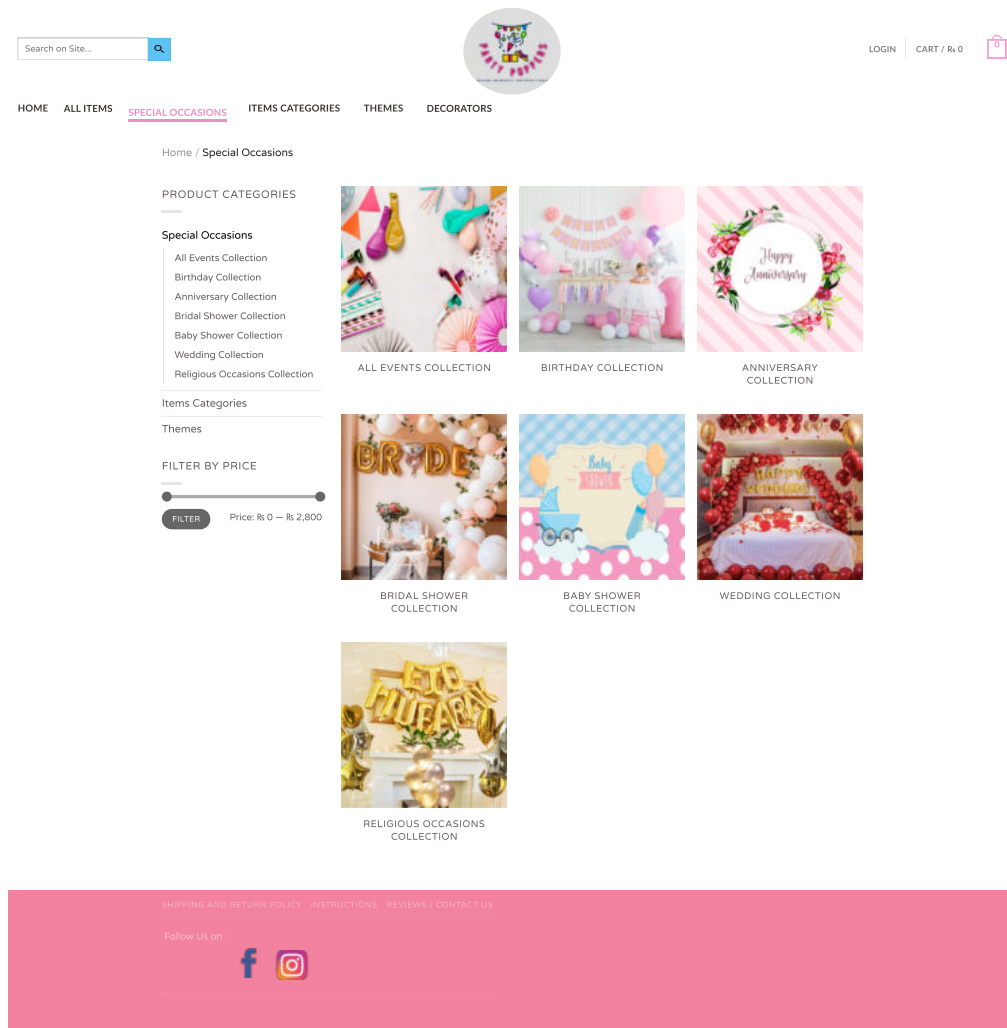 Search on Site...
PARTY POPPERS
LOGIN
CART / ₨ 0
0
HOME
ALL ITEMS
SPECIAL OCCASIONS
ITEMS CATEGORIES
THEMES
DECORATORS
Home / Special Occasions
PRODUCT CATEGORIES
Special Occasions
All Events Collection
Birthday Collection
Anniversary Collection
Bridal Shower Collection
Baby Shower Collection
Wedding Collection
Religious Occasions Collection
Items Categories
Themes
FILTER BY PRICE
FILTER
Price: ₨ 0 — ₨ 2,800
ALL EVENTS COLLECTION
BIRTHDAY COLLECTION
Happy
Anniversary
ANNIVERSARY
COLLECTION
BRIDE
BRIDAL SHOWER
COLLECTION
Baby
SHOWER
BABY SHOWER
COLLECTION
HAPPY
WEDDING
WEDDING COLLECTION
EID
MUBARAK
RELIGIOUS OCCASIONS
COLLECTION
SHIPPING AND RETURN POLICY
INSTRUCTIONS
REVIEWS / CONTACT US
Follow Us on :